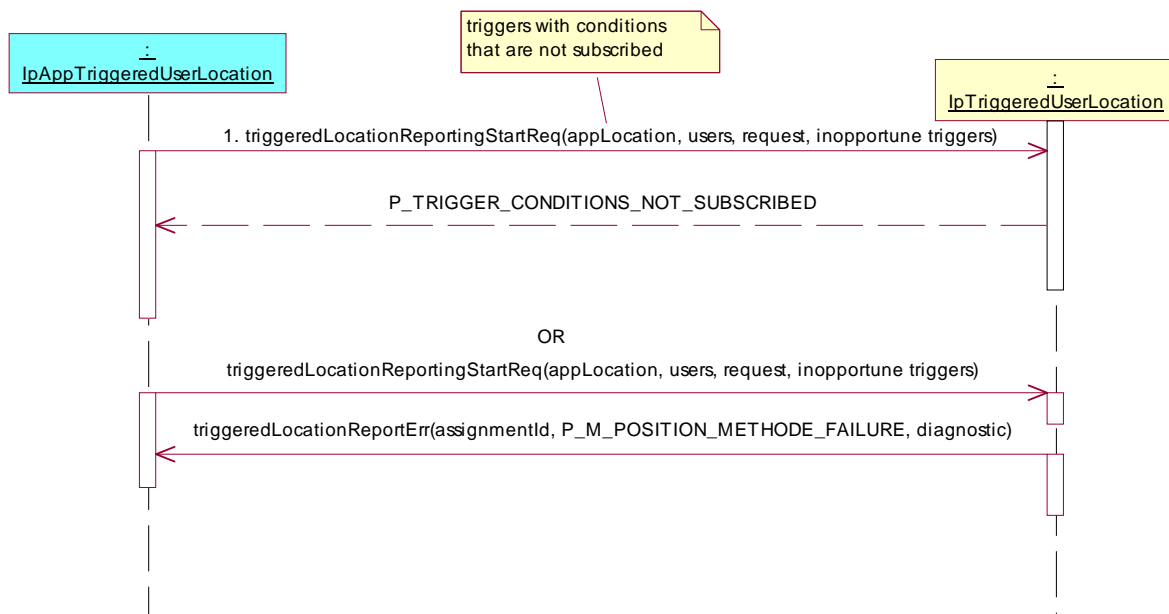 triggers with conditions
that are not subscribed
:
IpAppTriggeredUserLocation
:
IpTriggeredUserLocation
1. triggeredLocationReportingStartReq(appLocation, users, request, inopportune triggers)
P_TRIGGER_CONDITIONS_NOT_SUBSCRIBED
OR
triggeredLocationReportingStartReq(appLocation, users, request, inopportune triggers)
triggeredLocationReportErr(assignmentId, P_M_POSITION_METHODE_FAILURE, diagnostic)